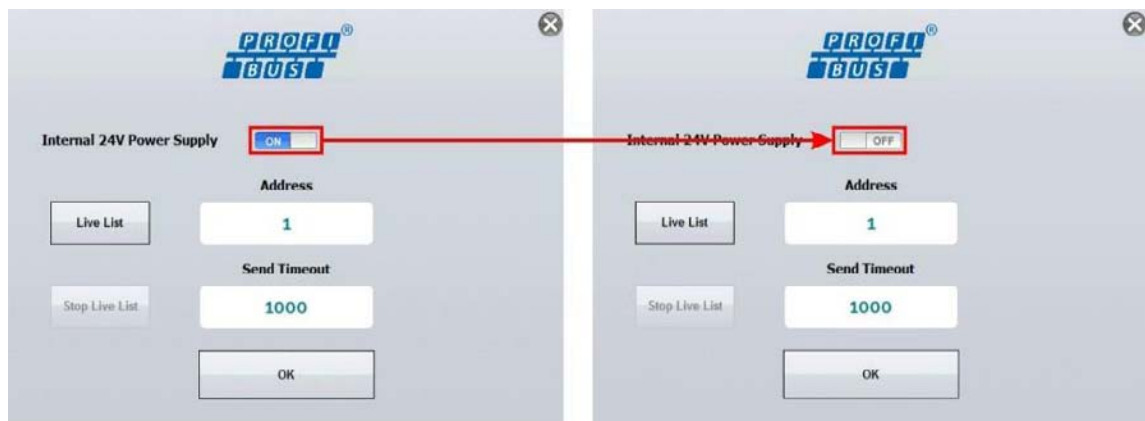 PROFI®
BUS
Internal 24V Power Supply ON
Address
Live List 1
Send Timeout
Stop Live List 1000
OK
PROFI®
BUS
Internal 24V Power Supply OFF
Address
Live List 1
Send Timeout
Stop Live List 1000
OK